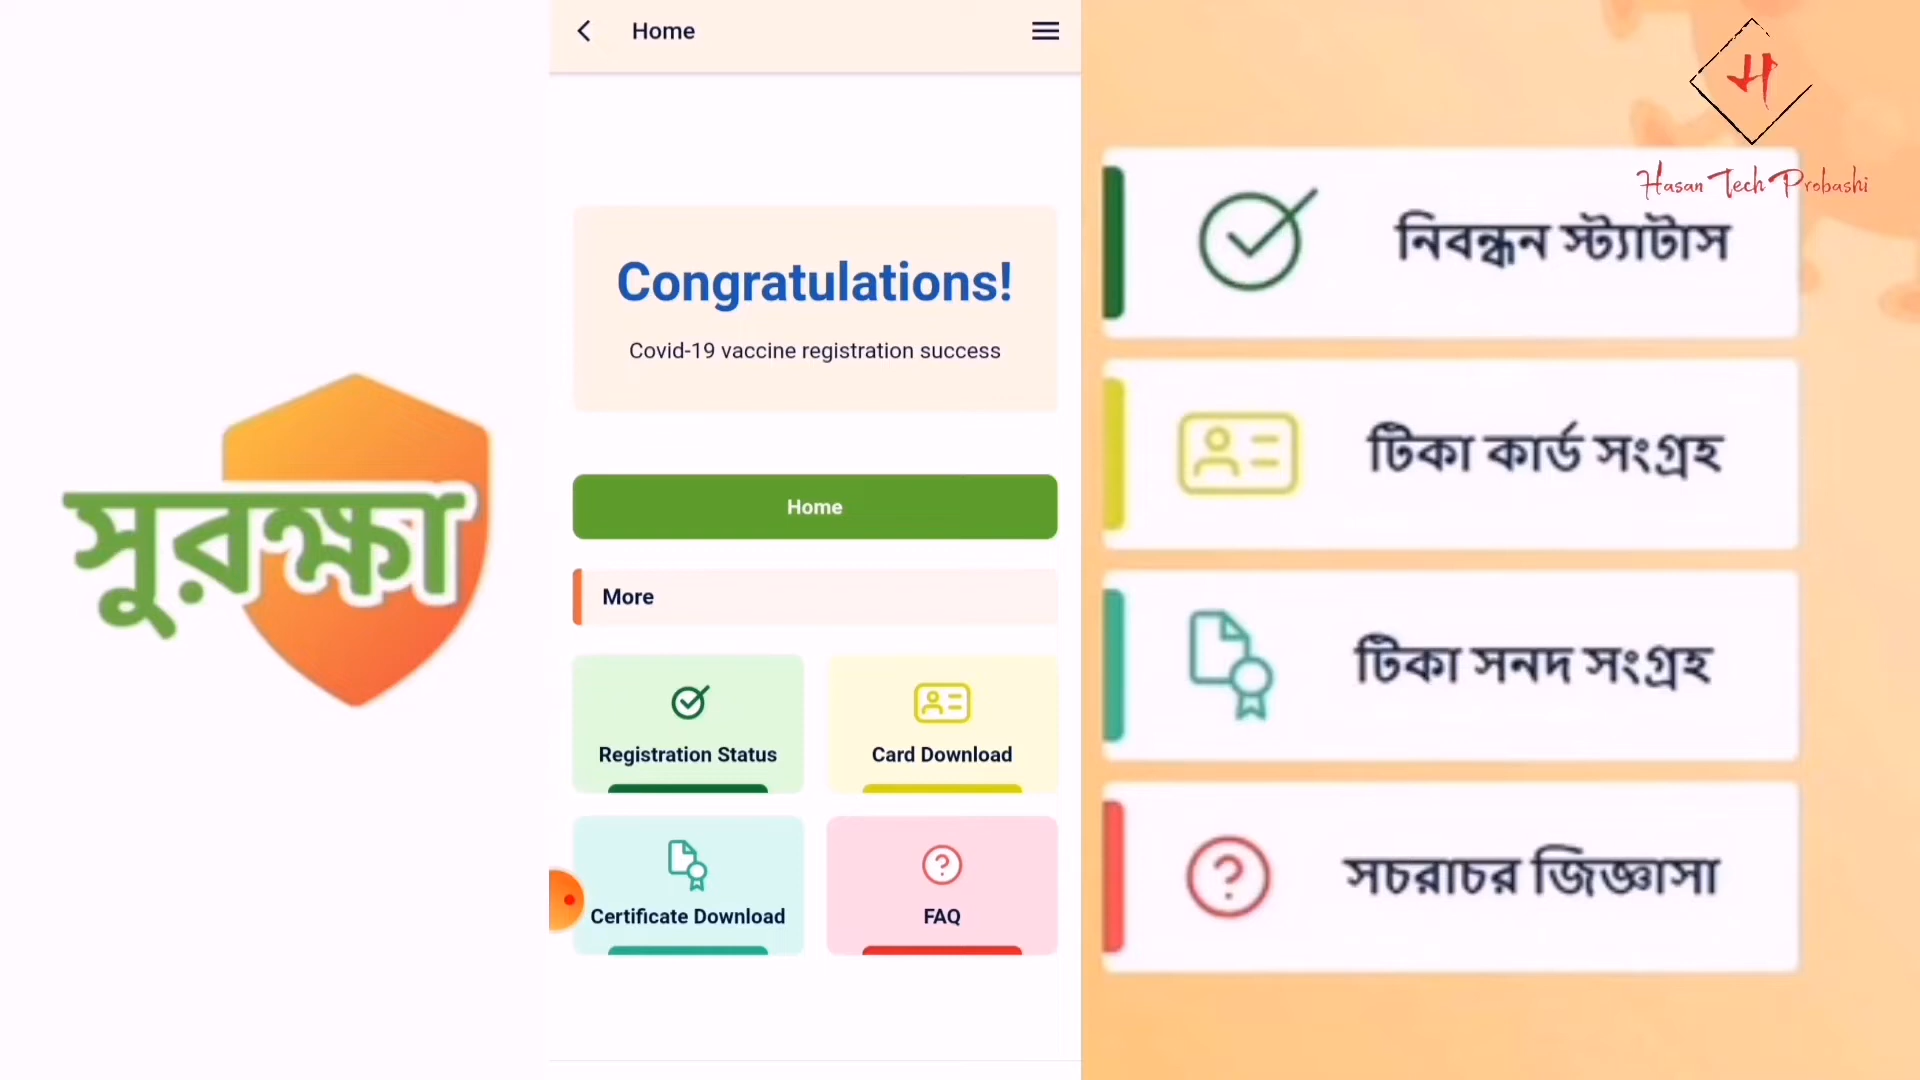 সুরক্ষা
Home
Congratulations!
Covid-19 vaccine registration success
Home
More
Registration Status
Card Download
Certificate Download
FAQ
H
Hasan Tech Probashi
নিবন্ধন স্ট্যাটাস
টিকা কার্ড সংগ্রহ
টিকা সনদ সংগ্রহ
সচরাচর জিজ্ঞাসা